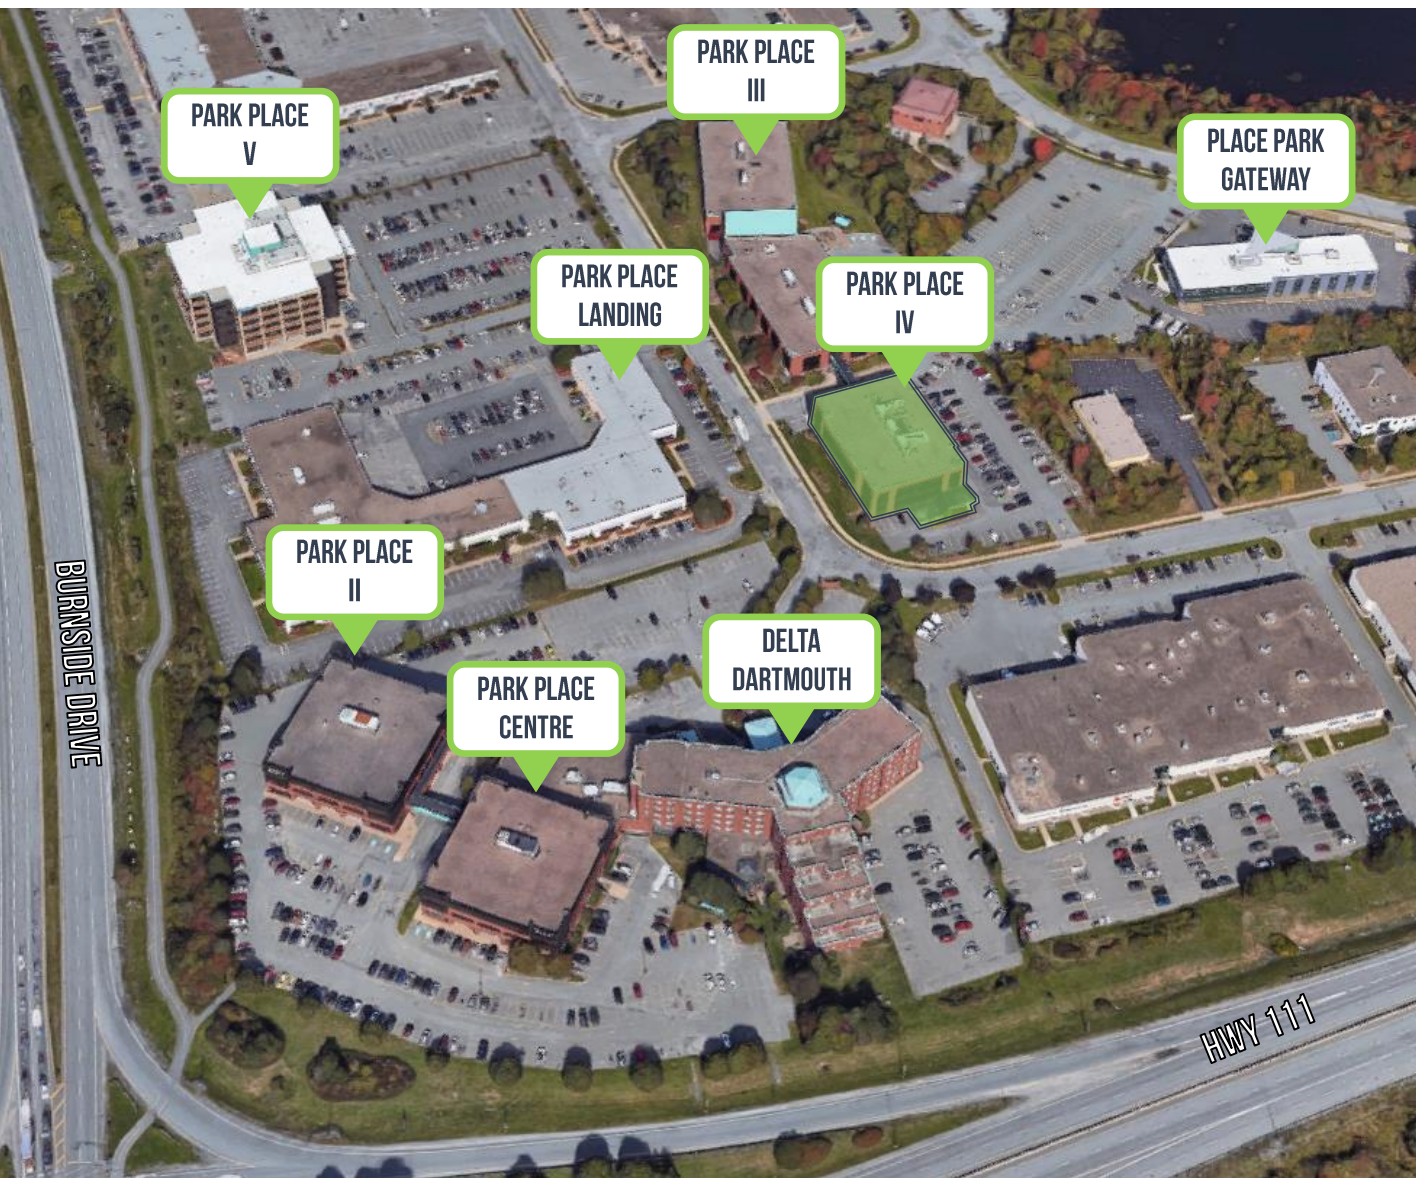 PARK PLACE
III
PARK PLACE
V
PLACE PARK
GATEWAY
PARK PLACE
LANDING
PARK PLACE
IV
PARK PLACE
II
BURNSIDE DRIVE
DELTA
DARTMOUTH
PARK PLACE
CENTRE
HWY 111